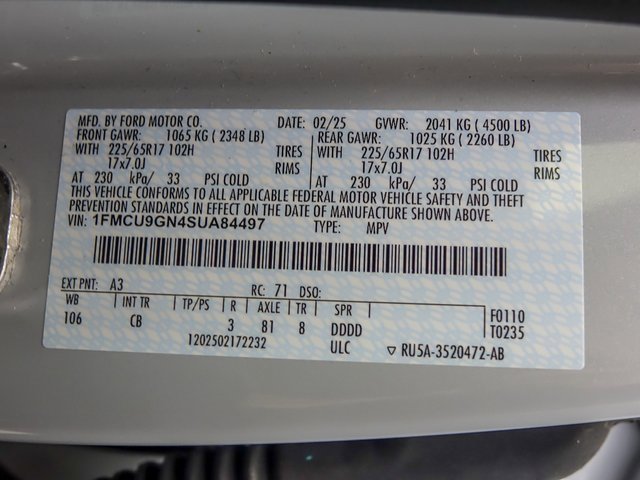 MFD. BY FORD MOTOR CO. DATE: 02/25 GVWR: 2041 KG ( 4500 LB)
FRONT GAWR: 1065 KG ( 2348 LB) REAR GAWR: 1025 KG ( 2260 LB)
WITH 225/65R17 102H TIRES WITH 225/65R17 102H TIRES
17x7.0J RIMS 17x7.0J RIMS
AT 230 kPa/ 33 PSI COLD AT 230 kPa/ 33 PSI COLD
THIS VEHICLE CONFORMS TO ALL APPLICABLE FEDERAL MOTOR VEHICLE SAFETY AND THEFT
PREVENTION STANDARDS IN EFFECT ON THE DATE OF MANUFACTURE SHOWN ABOVE.
VIN: 1FMCU9GN4SUA84497 TYPE: MPV
EXT PNT: A3 RC: 71 DSO:
WB INT TR TP/PS R AXLE TR SPR F0110
106 CB 3 81 8 DDDD T0235
1202502172232 ULC ▽ RU5A-3520472-AB